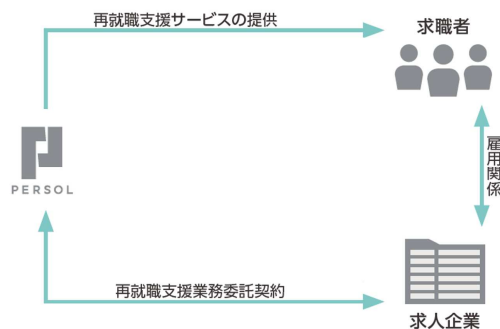 再就職支援サービスの提供
求職者
PERSOL
雇用関係
再就職支援業務委託契約
求人企業